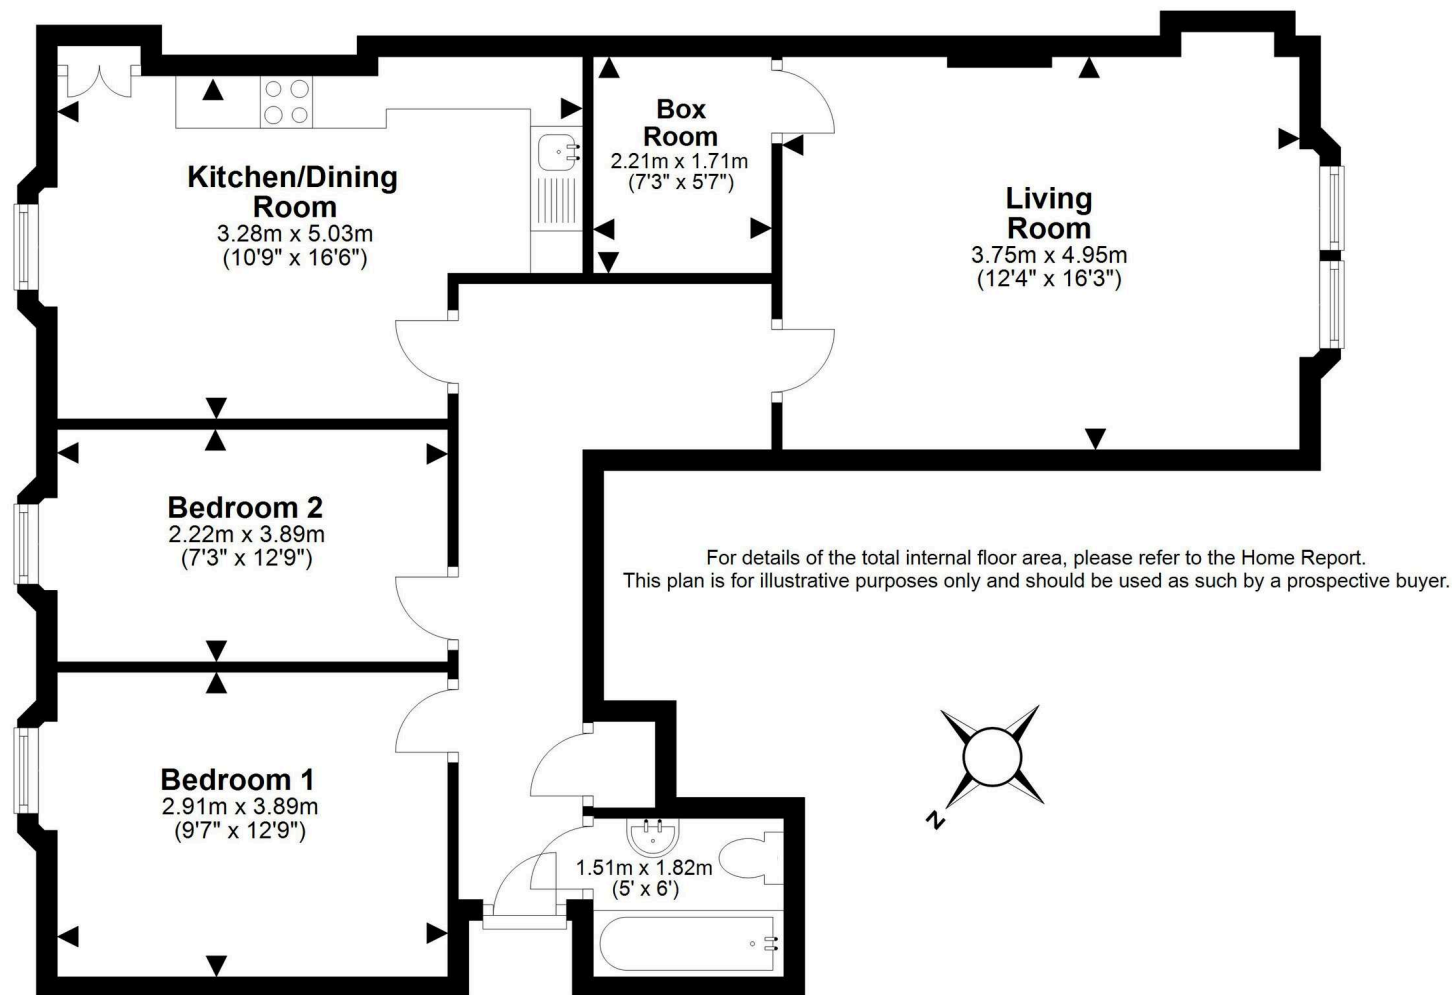 Kitchen/Dining
Room
3.28m x 5.03m
(10'9" x 16'6")
Box
Room
2.21m x 1.71m
(7'3" x 5'7")
Living
Room
3.75m x 4.95m
(12'4" x 16'3")
Bedroom 2
2.22m x 3.89m
(7'3" x 12'9")
For details of the total internal floor area, please refer to the Home Report.
This plan is for illustrative purposes only and should be used as such by a prospective buyer.
Bedroom 1
2.91m x 3.89m
(9'7" x 12'9")
1.51m x 1.82m
(5' x 6')
N